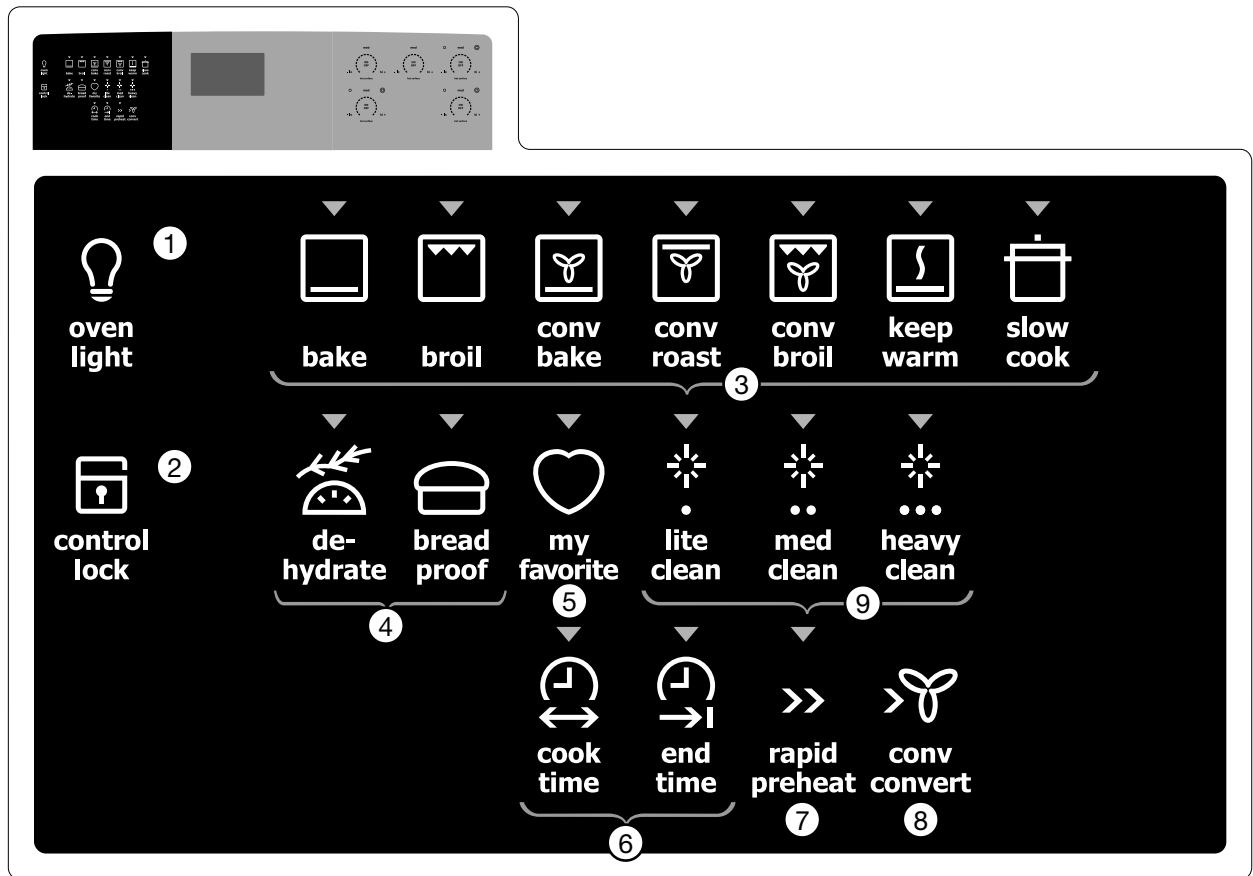 1
oven
light
bake
broil
conv
bake
conv
roast
conv
broil
keep
warm
slow
cook
3
2
control
lock
de-
hydrate
bread
proof
my
favorite
lite
clean
med
clean
heavy
clean
4
5
9
cook
time
end
time
rapid
preheat
conv
convert
6
7
8